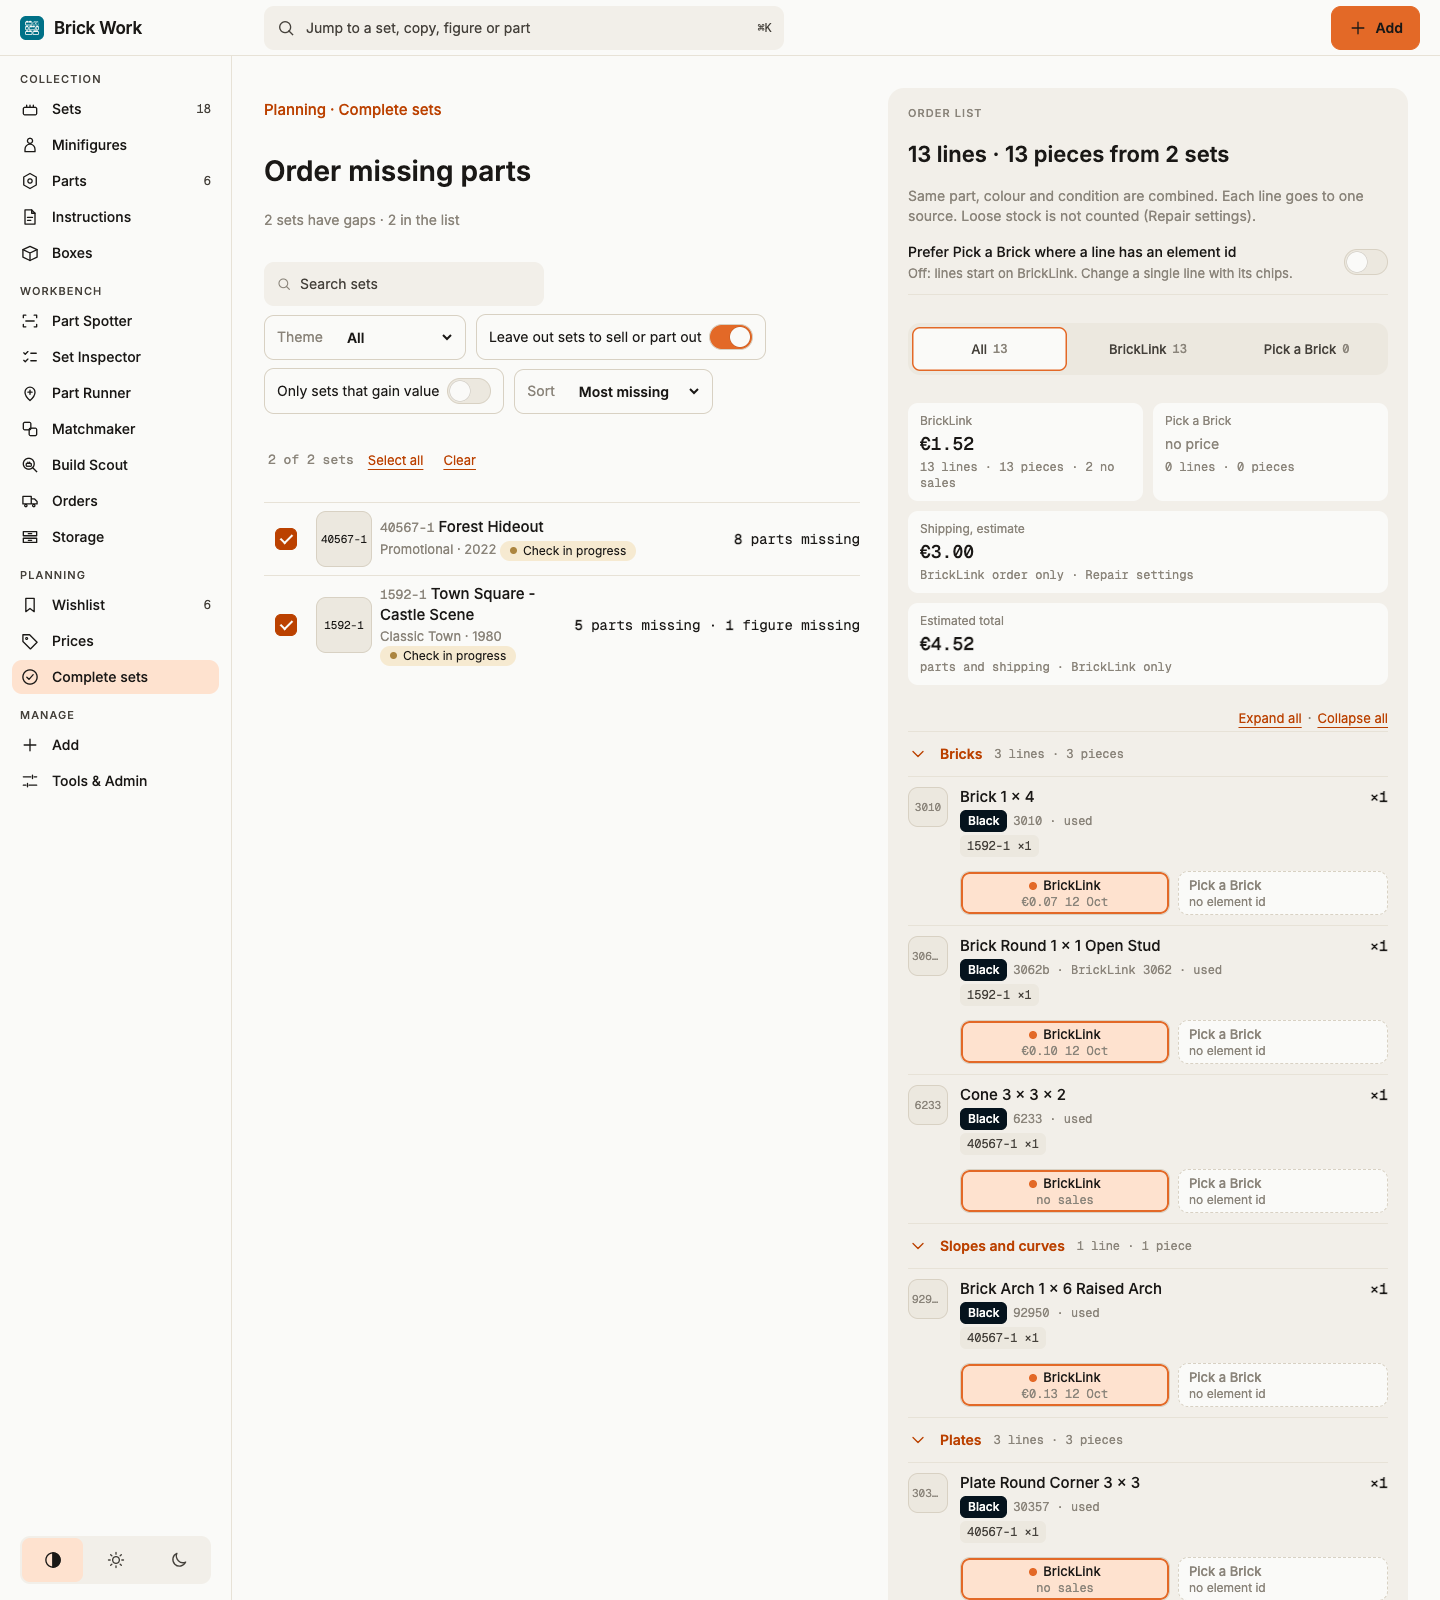 Brick Work
Jump to a set, copy, figure or part ⌘K
Add
COLLECTION
Sets 18
Minifigures
Parts 6
Instructions
Boxes
WORKBENCH
Part Spotter
Set Inspector
Part Runner
Matchmaker
Build Scout
Orders
Storage
PLANNING
Wishlist 6
Prices
Complete sets
MANAGE
Add
Tools & Admin
Planning · Complete sets
Order missing parts
2 sets have gaps · 2 in the list
Search sets
Theme All
Leave out sets to sell or part out
Only sets that gain value
Sort Most missing
2 of 2 sets Select all Clear
40567-1
40567-1 Forest Hideout
Promotional · 2022 Check in progress
8 parts missing
1592-1
1592-1 Town Square -
Castle Scene
Classic Town · 1980
Check in progress
5 parts missing · 1 figure missing
ORDER LIST
13 lines · 13 pieces from 2 sets
Same part, colour and condition are combined. Each line goes to one
source. Loose stock is not counted (Repair settings).
Prefer Pick a Brick where a line has an element id
Off: lines start on BrickLink. Change a single line with its chips.
All 13
BrickLink 13
Pick a Brick 0
BrickLink
€1.52
13 lines · 13 pieces · 2 no
sales
Pick a Brick
no price
0 lines · 0 pieces
Shipping, estimate
€3.00
BrickLink order only · Repair settings
Estimated total
€4.52
parts and shipping · BrickLink only
Expand all · Collapse all
Bricks 3 lines · 3 pieces
3010
Brick 1 × 4 ×1
Black 3010 · used
1592-1 ×1
BrickLink
€0.07 12 Oct
Pick a Brick
no element id
306…
Brick Round 1 × 1 Open Stud ×1
Black 3062b · BrickLink 3062 · used
1592-1 ×1
BrickLink
€0.10 12 Oct
Pick a Brick
no element id
6233
Cone 3 × 3 × 2 ×1
Black 6233 · used
40567-1 ×1
BrickLink
no sales
Pick a Brick
no element id
Slopes and curves 1 line · 1 piece
929…
Brick Arch 1 × 6 Raised Arch ×1
Black 92950 · used
40567-1 ×1
BrickLink
€0.13 12 Oct
Pick a Brick
no element id
Plates 3 lines · 3 pieces
303…
Plate Round Corner 3 × 3 ×1
Black 30357 · used
40567-1 ×1
BrickLink
no sales
Pick a Brick
no element id